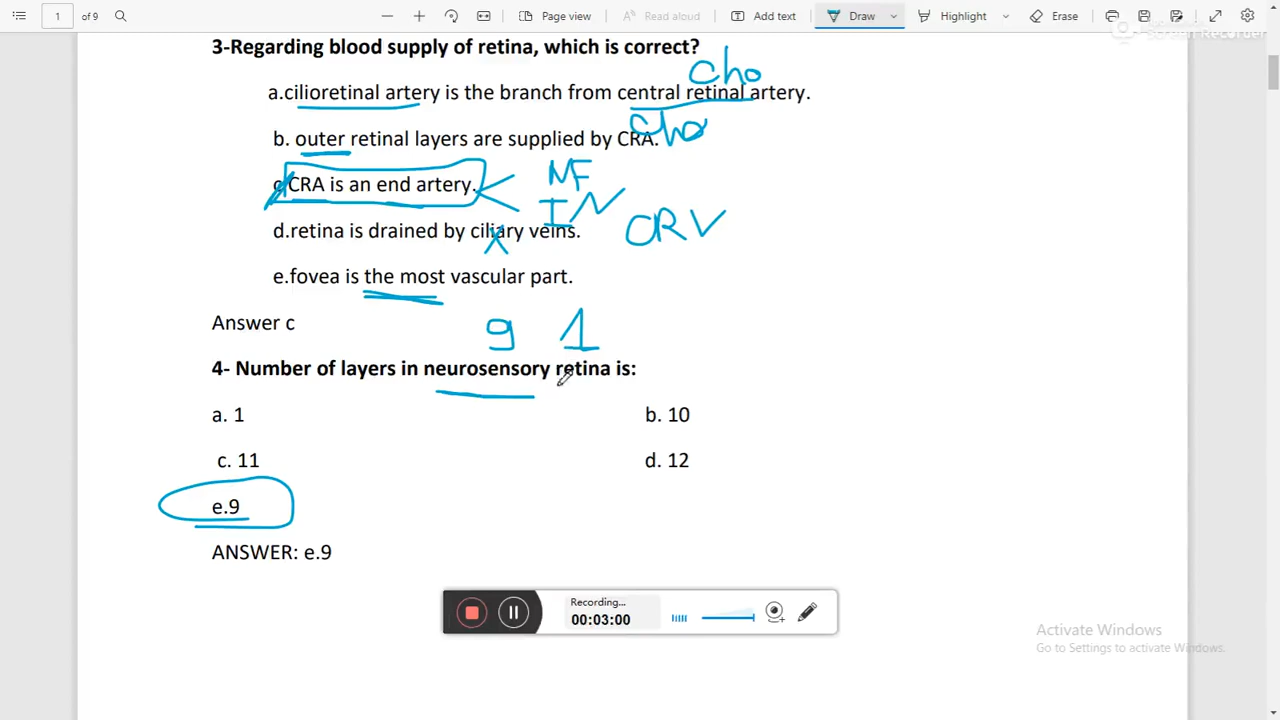 1 of 9 Page view Read aloud Add text Draw Highlight Erase
Screen Recorder
3-Regarding blood supply of retina, which is correct?
cho
a.cilioretinal artery is the branch from central retinal artery.
cho
b. outer retinal layers are supplied by CRA.
NF
c CRA is an end artery.
IN
d.retina is drained by ciliary veins.
CRV
e.fovea is the most vascular part.
Answer c
9 1
4- Number of layers in neurosensory retina is:
a. 1 b. 10
c. 11 d. 12
e.9
ANSWER: e.9
Recording...
00:03:00
Activate Windows
Go to Settings to activate Windows.